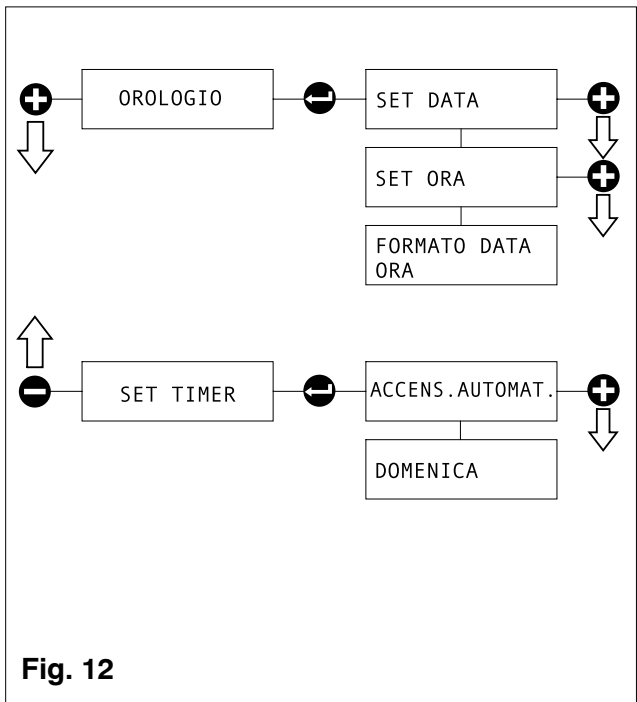 OROLOGIO
SET DATA
SET ORA
FORMATO DATA
ORA
SET TIMER
ACCENS.AUTOMAT.
DOMENICA
Fig. 12